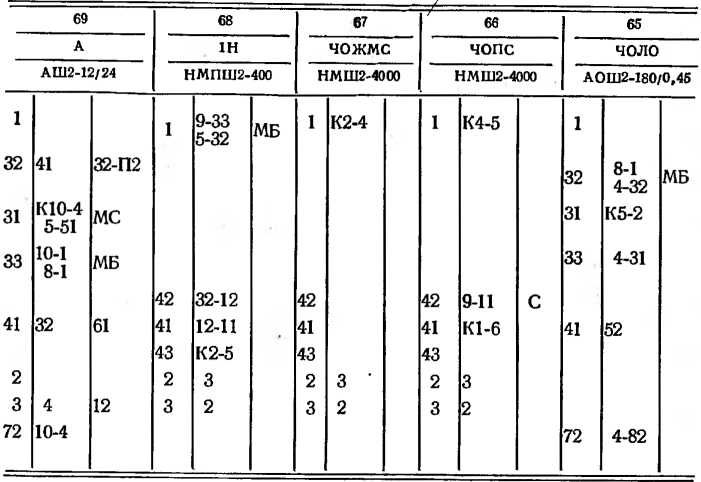 69 68 67 66 65
А 1Н ЧОЖМС ЧОПС ЧОЛО
АШ2-12/24 НМПШ2-400 НМШ2-4000 НМШ2-4000 АОШ2-180/0,45
1 1 9-33 МБ 1 К2-4 1 К4-5 1
5-32
32 41 32-П2 32 8-1 МБ
4-32
31 К10-4 МС 31 К5-2
5-51
33 10-1 МБ 33 4-31
8-1
42 32-12 42 42 9-11 С
41 32 61 41 12-11 41 41 К1-6 41 52
43 К2-5 43 43
2 2 3 2 3 2 3
3 4 12 3 2 3 2 3 2
72 10-4 72 4-82